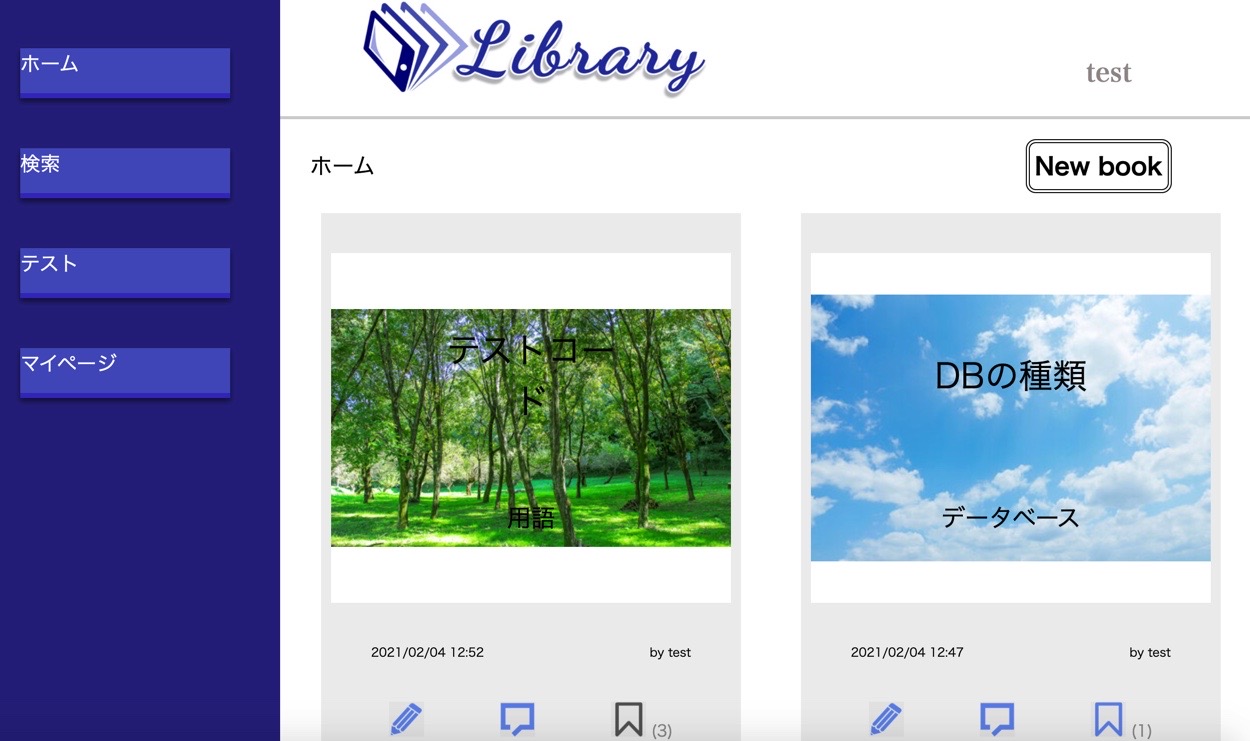 ホーム
検索
テスト
マイページ
Library
test
ホーム
New book
テストコー
ド
用語
2021/02/04 12:52
by test
(3)
DBの種類
データベース
2021/02/04 12:47
by test
(1)